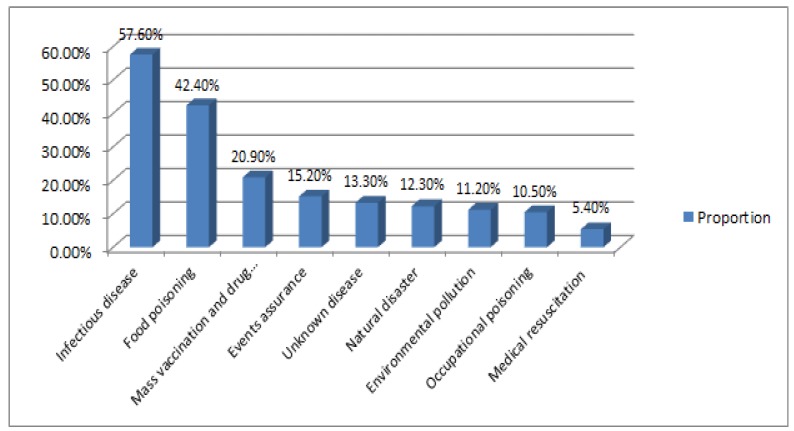 57.60%
60.00%
50.00%
40.00%
30.00%
20.00%
10.00%
0.00%
42.40%
20.90%
15.20%
13.30%
12.30%
11.20%
10.50%
5.40%
Infectious disease
Food poisoning
Mass vaccination and drug...
Events assurance
Unknown disease
Natural disaster
Environmental pollution
Occupational poisoning
Medical resuscitation
Proportion